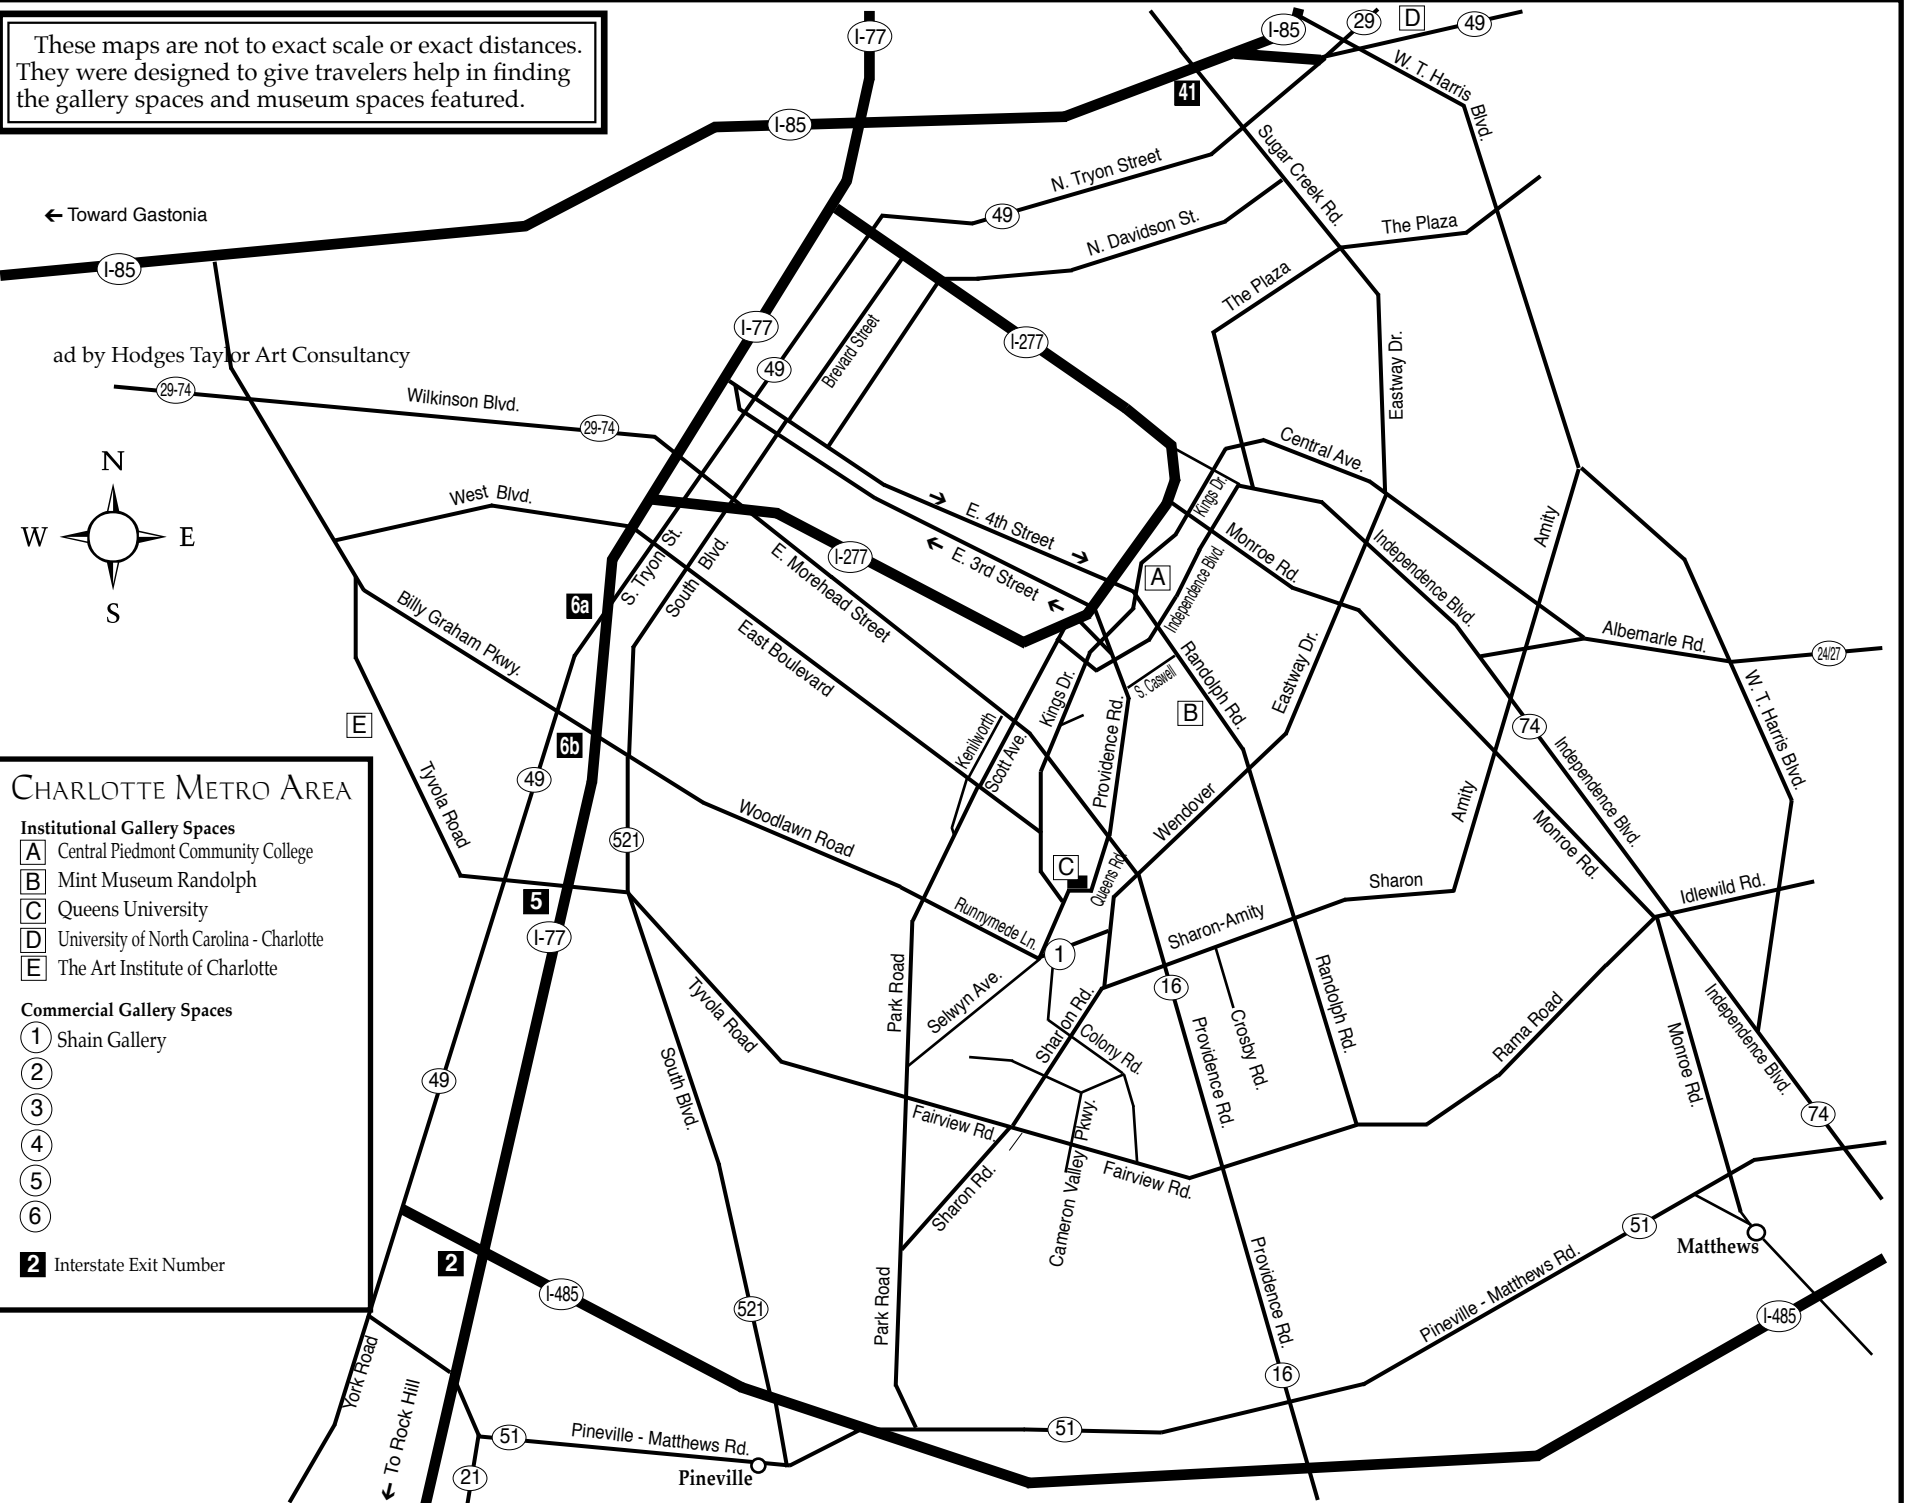 These maps are not to exact scale or exact distances.
They were designed to give travelers help in finding
the gallery spaces and museum spaces featured.
I-77
I-85
29
D
49
W. T. Harris Blvd.
41
I-85
Sugar Creek Rd.
N. Tryon Street
49
N. Davidson St.
The Plaza
The Plaza
← Toward Gastonia
I-85
I-77
I-277
49
Brevard Street
Eastway Dr.
ad by Hodges Taylor Art Consultancy
29-74
Wilkinson Blvd.
29-74
Central Ave.
N
W
E
S
West Blvd.
Kings Dr.
E. 4th Street
E. 3rd Street
Monroe Rd.
Independence Blvd.
Amity
I-277
A
Independence Blvd.
S. Tryon St.
South Blvd.
E. Morehead Street
6a
Billy Graham Pkwy.
East Boulevard
Albemarle Rd.
24/27
Randolph Rd.
Eastway Dr.
S. Caswell
Kings Dr.
B
E
Kenilworth
Scott Ave.
Providence Rd.
W. T. Harris Blvd.
74
6b
49
Tyvola Road
Independence Blvd.
Wendover
Amity
521
Woodlawn Road
Monroe Rd.
C
Queens Rd.
Sharon
Idlewild Rd.
5
I-77
Runnymede Ln.
Sharon-Amity
1
16
Park Road
Selwyn Ave.
Sharon Rd.
Colony Rd.
Crosby Rd.
Randolph Rd.
Providence Rd.
Rama Road
Monroe Rd.
Independence Blvd.
74
Tyvola Road
South Blvd.
49
Fairview Rd.
Cameron Valley Pkwy.
Fairview Rd.
Sharon Rd.
51
Matthews
Providence Rd.
Pineville - Matthews Rd.
I-485
2
I-485
521
Park Road
16
York Road
← To Rock Hill
51
Pineville - Matthews Rd.
51
21
Pineville
CHARLOTTE METRO AREA
Institutional Gallery Spaces
A Central Piedmont Community College
B Mint Museum Randolph
C Queens University
D University of North Carolina - Charlotte
E The Art Institute of Charlotte
Commercial Gallery Spaces
1 Shain Gallery
2
3
4
5
6
2 Interstate Exit Number